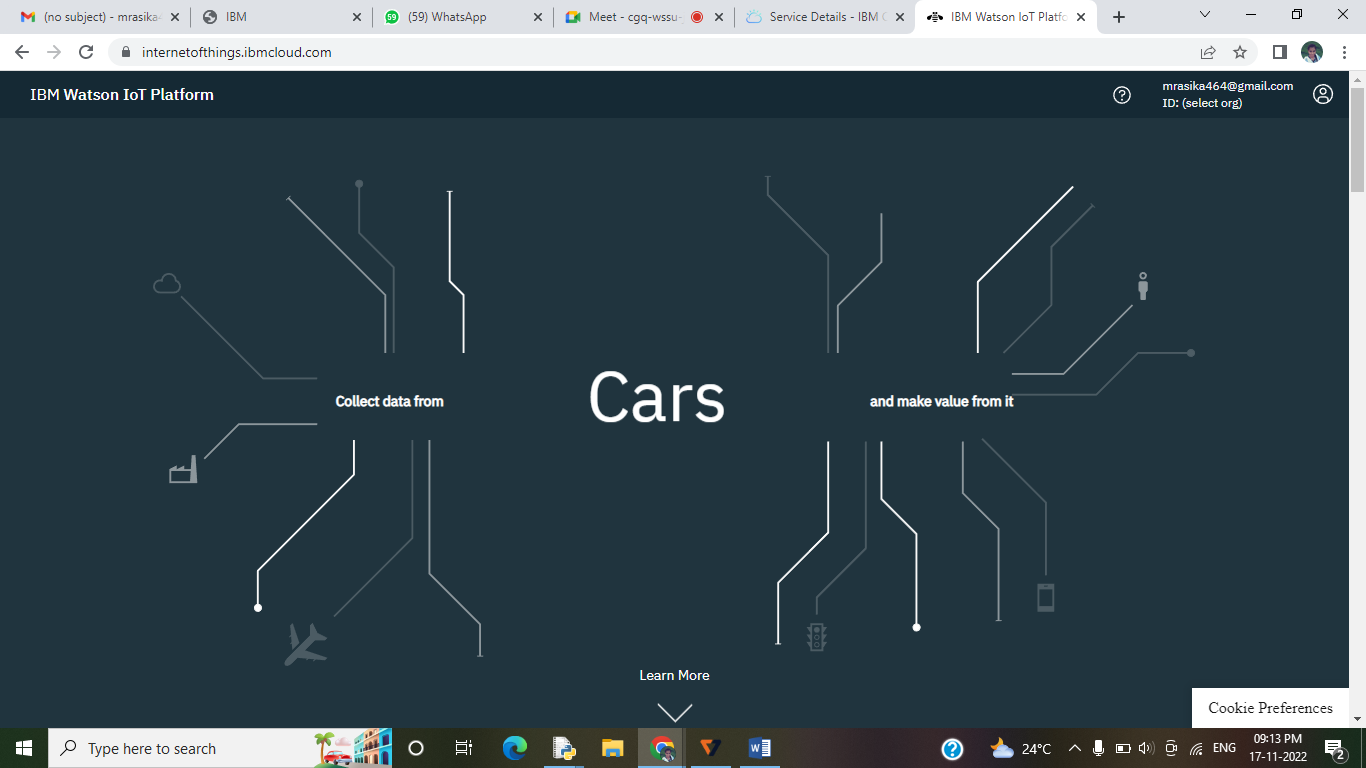 (no subject) - mrasika4
IBM
(59) WhatsApp
Meet - cgq-wssu-
Service Details - IBM C
IBM Watson IoT Platfo
internetofthings.ibmcloud.com
IBM Watson IoT Platform
mrasika464@gmail.com
ID: (select org)
Collect data from
Cars
and make value from it
Learn More
Cookie Preferences
Type here to search
24°C
ENG
09:13 PM
17-11-2022
2